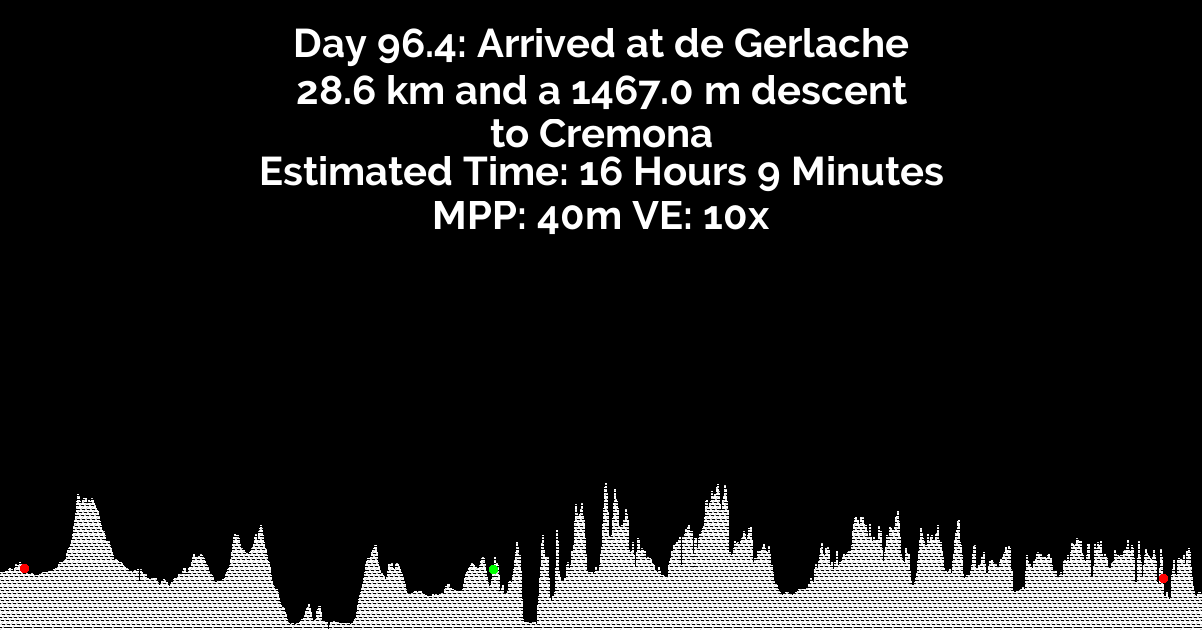 Day 96.4: Arrived at de Gerlache
28.6 km and a 1467.0 m descent
to Cremona
Estimated Time: 16 Hours 9 Minutes
MPP: 40m VE: 10x